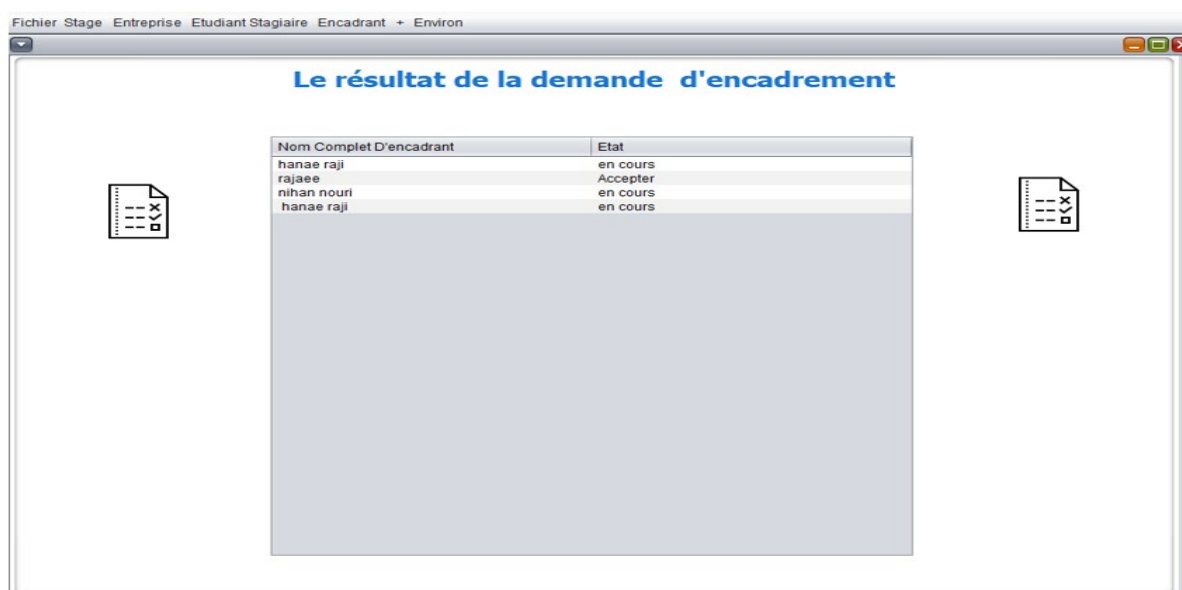 Fichier Stage Entreprise Etudiant Stagiaire Encadrant + Environ
Le résultat de la demande d'encadrement
Nom Complet D'encadrant Etat
hanae raji en cours
rajaee Accepter
nihan nouri en cours
hanae raji en cours